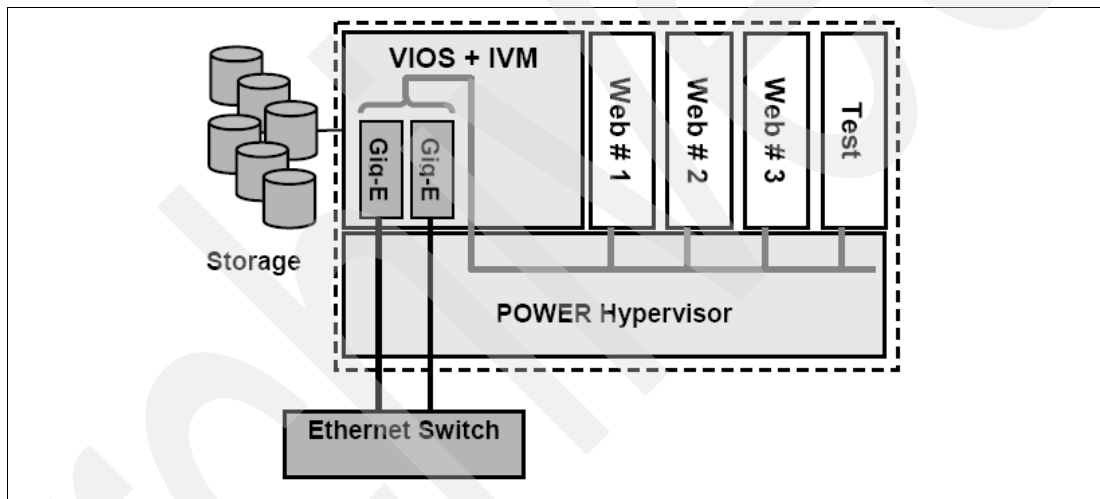 VIOS + IVM
Gig-E
Gig-E
Web # 1
Web # 2
Web # 3
Test
Storage
POWER Hypervisor
Ethernet Switch